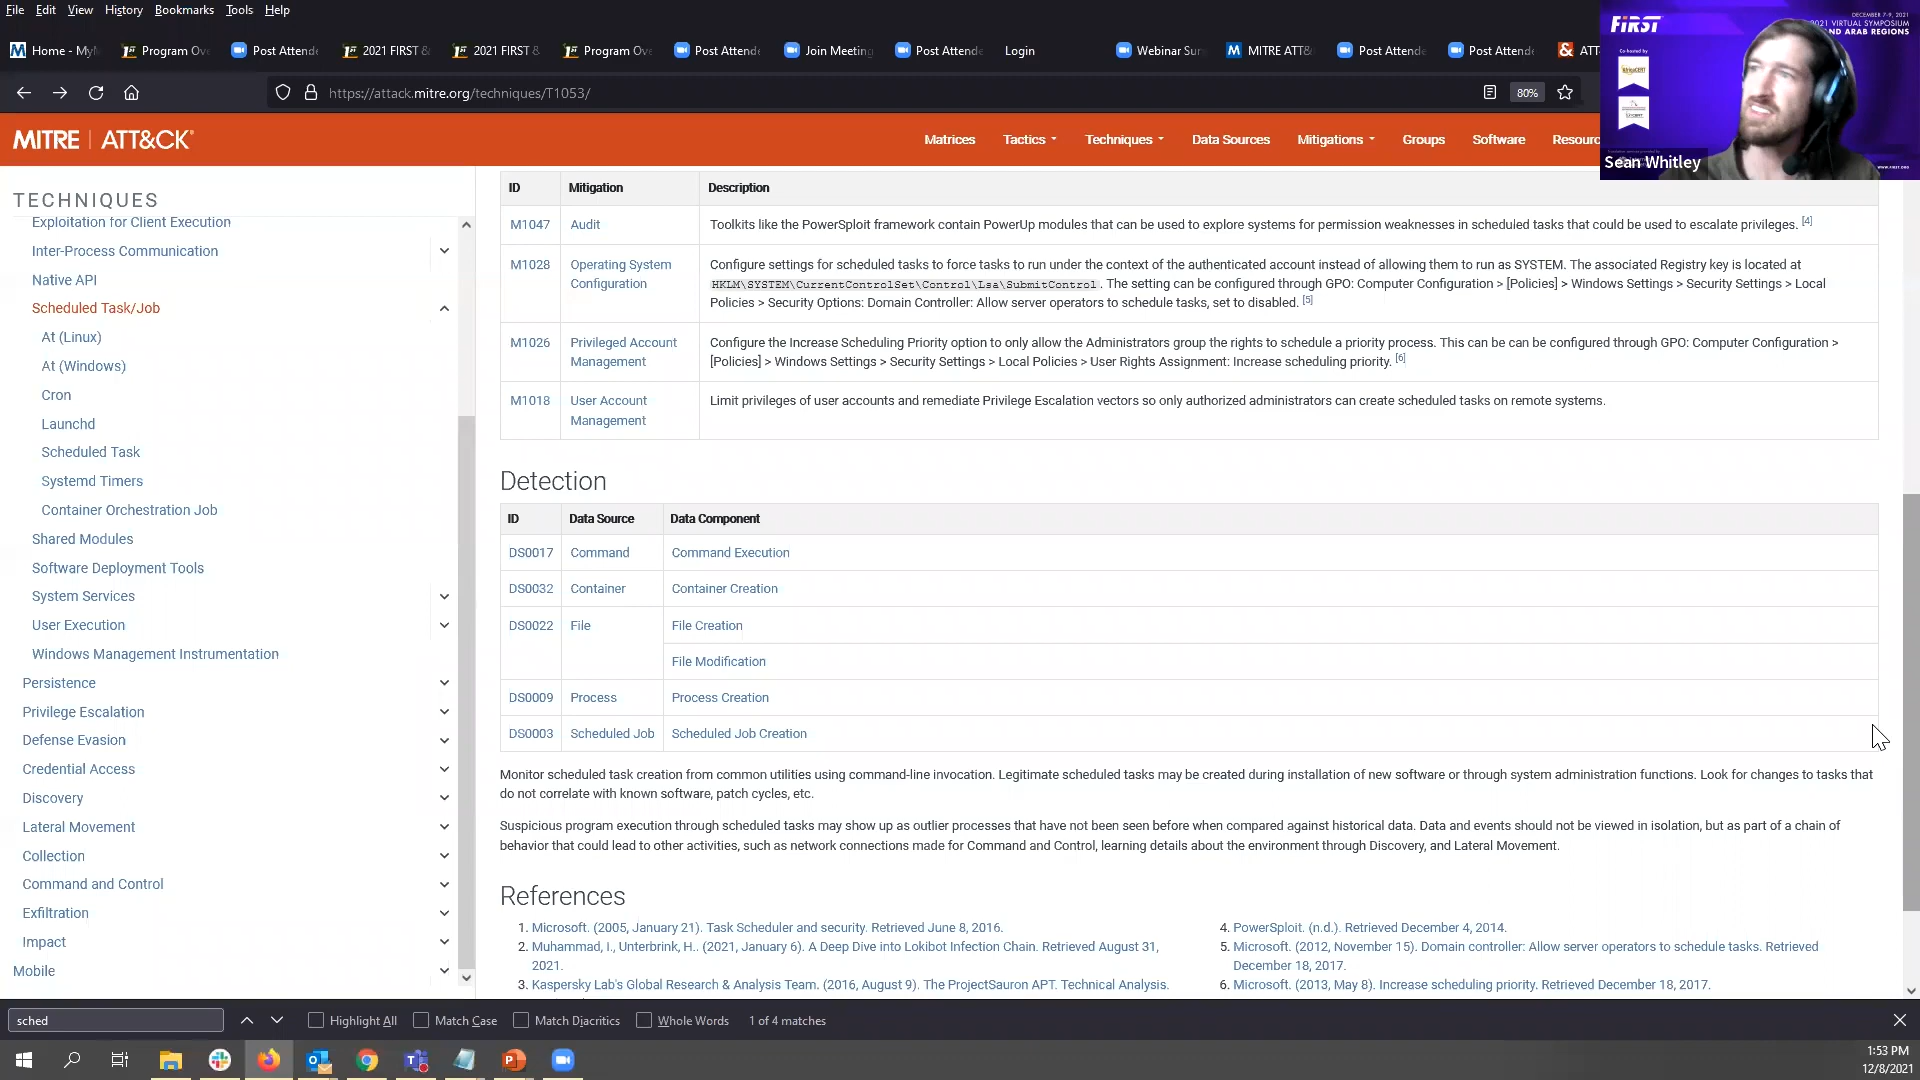 File Edit View History Bookmarks Tools Help
Home - My
Program Ov
Post Attend
2021 FIRST &
2021 FIRST &
Program Ov
Post Attend
Join Meeting
Post Attend
Login
Webinar Sur
MITRE ATT&
Post Attend
Post Attend
ATT
https://attack.mitre.org/techniques/T1053/
80%
MITRE | ATT&CK®
Matrices Tactics Techniques Data Sources Mitigations Groups Software Resourc
FIRST
DECEMBER 7-9, 2021
2021 VIRTUAL SYMPOSIUM
AND ARAB REGIONS
Co-hosted by
AfricaCERT
www.FIRST.org
Sean Whitley
TECHNIQUES
Exploitation for Client Execution
Inter-Process Communication
Native API
Scheduled Task/Job
At (Linux)
At (Windows)
Cron
Launchd
Scheduled Task
Systemd Timers
Container Orchestration Job
Shared Modules
Software Deployment Tools
System Services
User Execution
Windows Management Instrumentation
Persistence
Privilege Escalation
Defense Evasion
Credential Access
Discovery
Lateral Movement
Collection
Command and Control
Exfiltration
Impact
Mobile
ID Mitigation Description
M1047 Audit Toolkits like the PowerSploit framework contain PowerUp modules that can be used to explore systems for permission weaknesses in scheduled tasks that could be used to escalate privileges. [4]
M1028 Operating System Configure settings for scheduled tasks to force tasks to run under the context of the authenticated account instead of allowing them to run as SYSTEM. The associated Registry key is located at
Configuration HKLM\SYSTEM\CurrentControlSet\Control\Lsa\SubmitControl. The setting can be configured through GPO: Computer Configuration > [Policies] > Windows Settings > Security Settings > Local
Policies > Security Options: Domain Controller: Allow server operators to schedule tasks, set to disabled. [5]
M1026 Privileged Account Configure the Increase Scheduling Priority option to only allow the Administrators group the rights to schedule a priority process. This can be can be configured through GPO: Computer Configuration >
Management [Policies] > Windows Settings > Security Settings > Local Policies > User Rights Assignment: Increase scheduling priority. [6]
M1018 User Account Limit privileges of user accounts and remediate Privilege Escalation vectors so only authorized administrators can create scheduled tasks on remote systems.
Management
Detection
ID Data Source Data Component
DS0017 Command Command Execution
DS0032 Container Container Creation
DS0022 File File Creation
File Modification
DS0009 Process Process Creation
DS0003 Scheduled Job Scheduled Job Creation
Monitor scheduled task creation from common utilities using command-line invocation. Legitimate scheduled tasks may be created during installation of new software or through system administration functions. Look for changes to tasks that
do not correlate with known software, patch cycles, etc.
Suspicious program execution through scheduled tasks may show up as outlier processes that have not been seen before when compared against historical data. Data and events should not be viewed in isolation, but as part of a chain of
behavior that could lead to other activities, such as network connections made for Command and Control, learning details about the environment through Discovery, and Lateral Movement.
References
1. Microsoft. (2005, January 21). Task Scheduler and security. Retrieved June 8, 2016.
2. Muhammad, I., Unterbrink, H.. (2021, January 6). A Deep Dive into Lokibot Infection Chain. Retrieved August 31,
2021.
3. Kaspersky Lab's Global Research & Analysis Team. (2016, August 9). The ProjectSauron APT. Technical Analysis.
4. PowerSploit. (n.d.). Retrieved December 4, 2014.
5. Microsoft. (2012, November 15). Domain controller: Allow server operators to schedule tasks. Retrieved
December 18, 2017.
6. Microsoft. (2013, May 8). Increase scheduling priority. Retrieved December 18, 2017.
sched Highlight All Match Case Match Diacritics Whole Words 1 of 4 matches
1:53 PM
12/8/2021